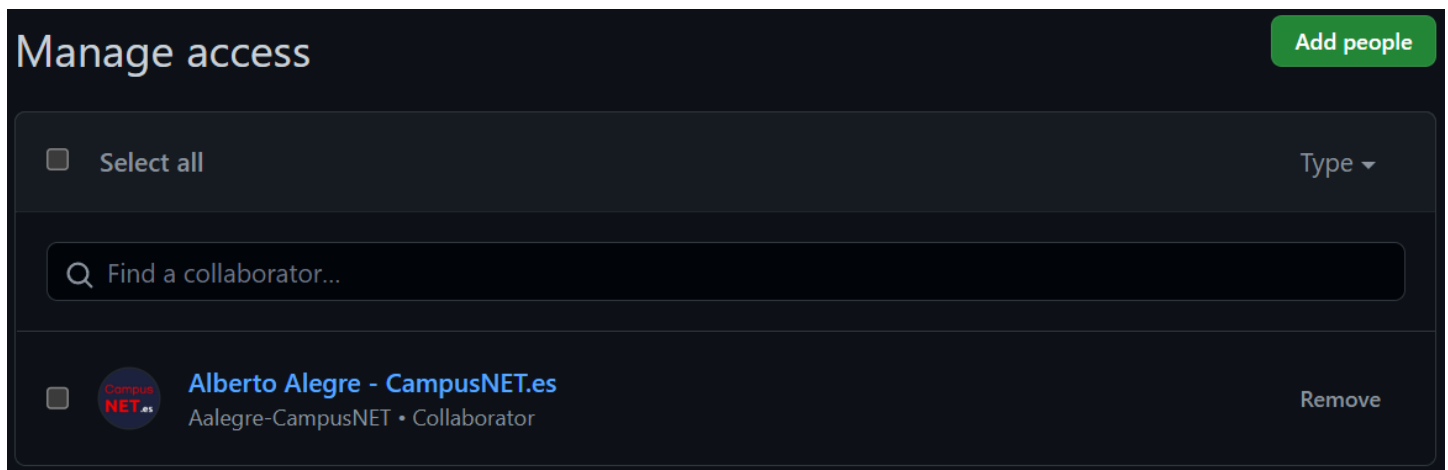 Manage access
Add people
Select all
Type
Find a collaborator...
Campus
NET.es
Alberto Alegre - CampusNET.es
Aalegre-CampusNET • Collaborator
Remove